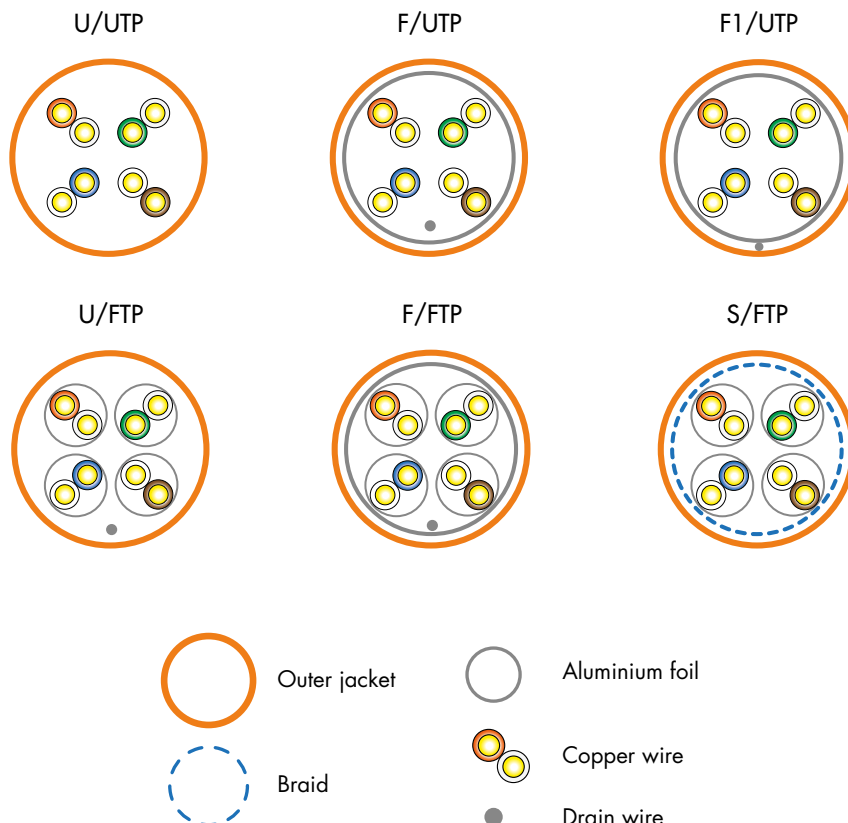 U/UTP
F/UTP
F1/UTP
U/FTP
F/FTP
S/FTP
Outer jacket
Aluminium foil
Braid
Copper wire
Drain wire